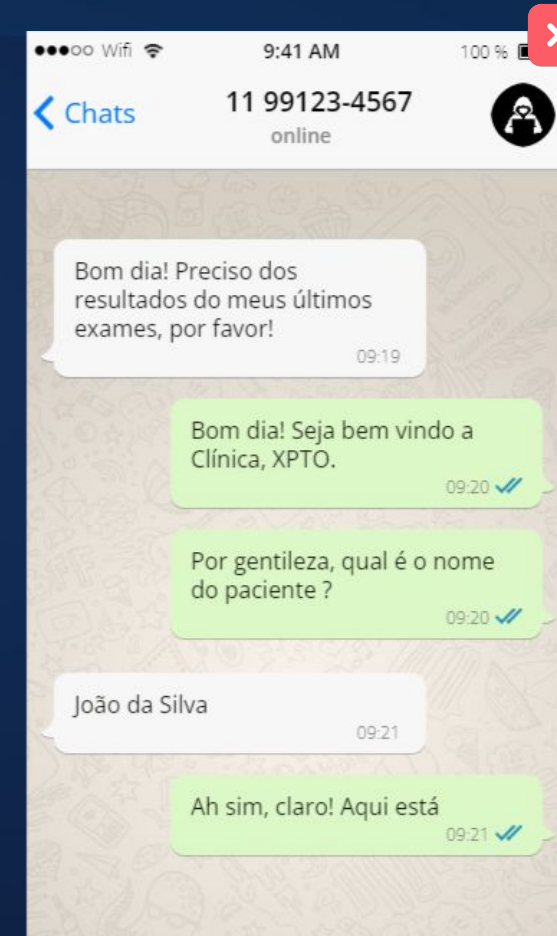 ●●●○○ Wifi 9:41 AM 100 %
Chats
11 99123-4567
online
Bom dia! Preciso dos
resultados do meus últimos
exames, por favor!
09:19
Bom dia! Seja bem vindo a
Clínica, XPTO.
09:20
Por gentileza, qual é o nome
do paciente ?
09:20
João da Silva
09:21
Ah sim, claro! Aqui está
09:21